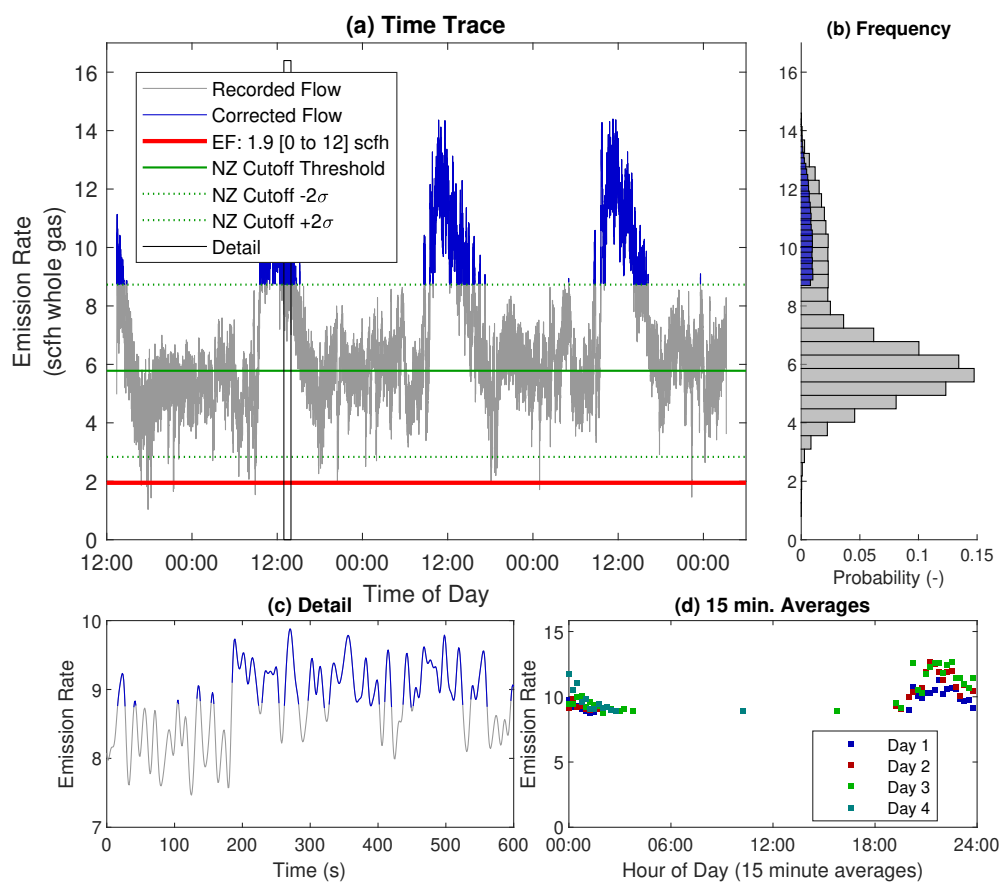 (a) Time Trace
Emission Rate
(scfh whole gas)
16
14
12
10
8
6
4
2
0
Recorded Flow
Corrected Flow
EF: 1.9 [0 to 12] scfh
NZ Cutoff Threshold
NZ Cutoff -2σ
NZ Cutoff +2σ
Detail
12:00 00:00 12:00 00:00 12:00 00:00 12:00 00:00
Time of Day
(b) Frequency
16
14
12
10
8
6
4
2
0
0 0.05 0.1 0.15
Probability (-)
(c) Detail
Emission Rate
10
9
8
7
0 100 200 300 400 500 600
Time (s)
(d) 15 min. Averages
Emission Rate
15
10
5
0
Day 1
Day 2
Day 3
Day 4
00:00 06:00 12:00 18:00 24:00
Hour of Day (15 minute averages)